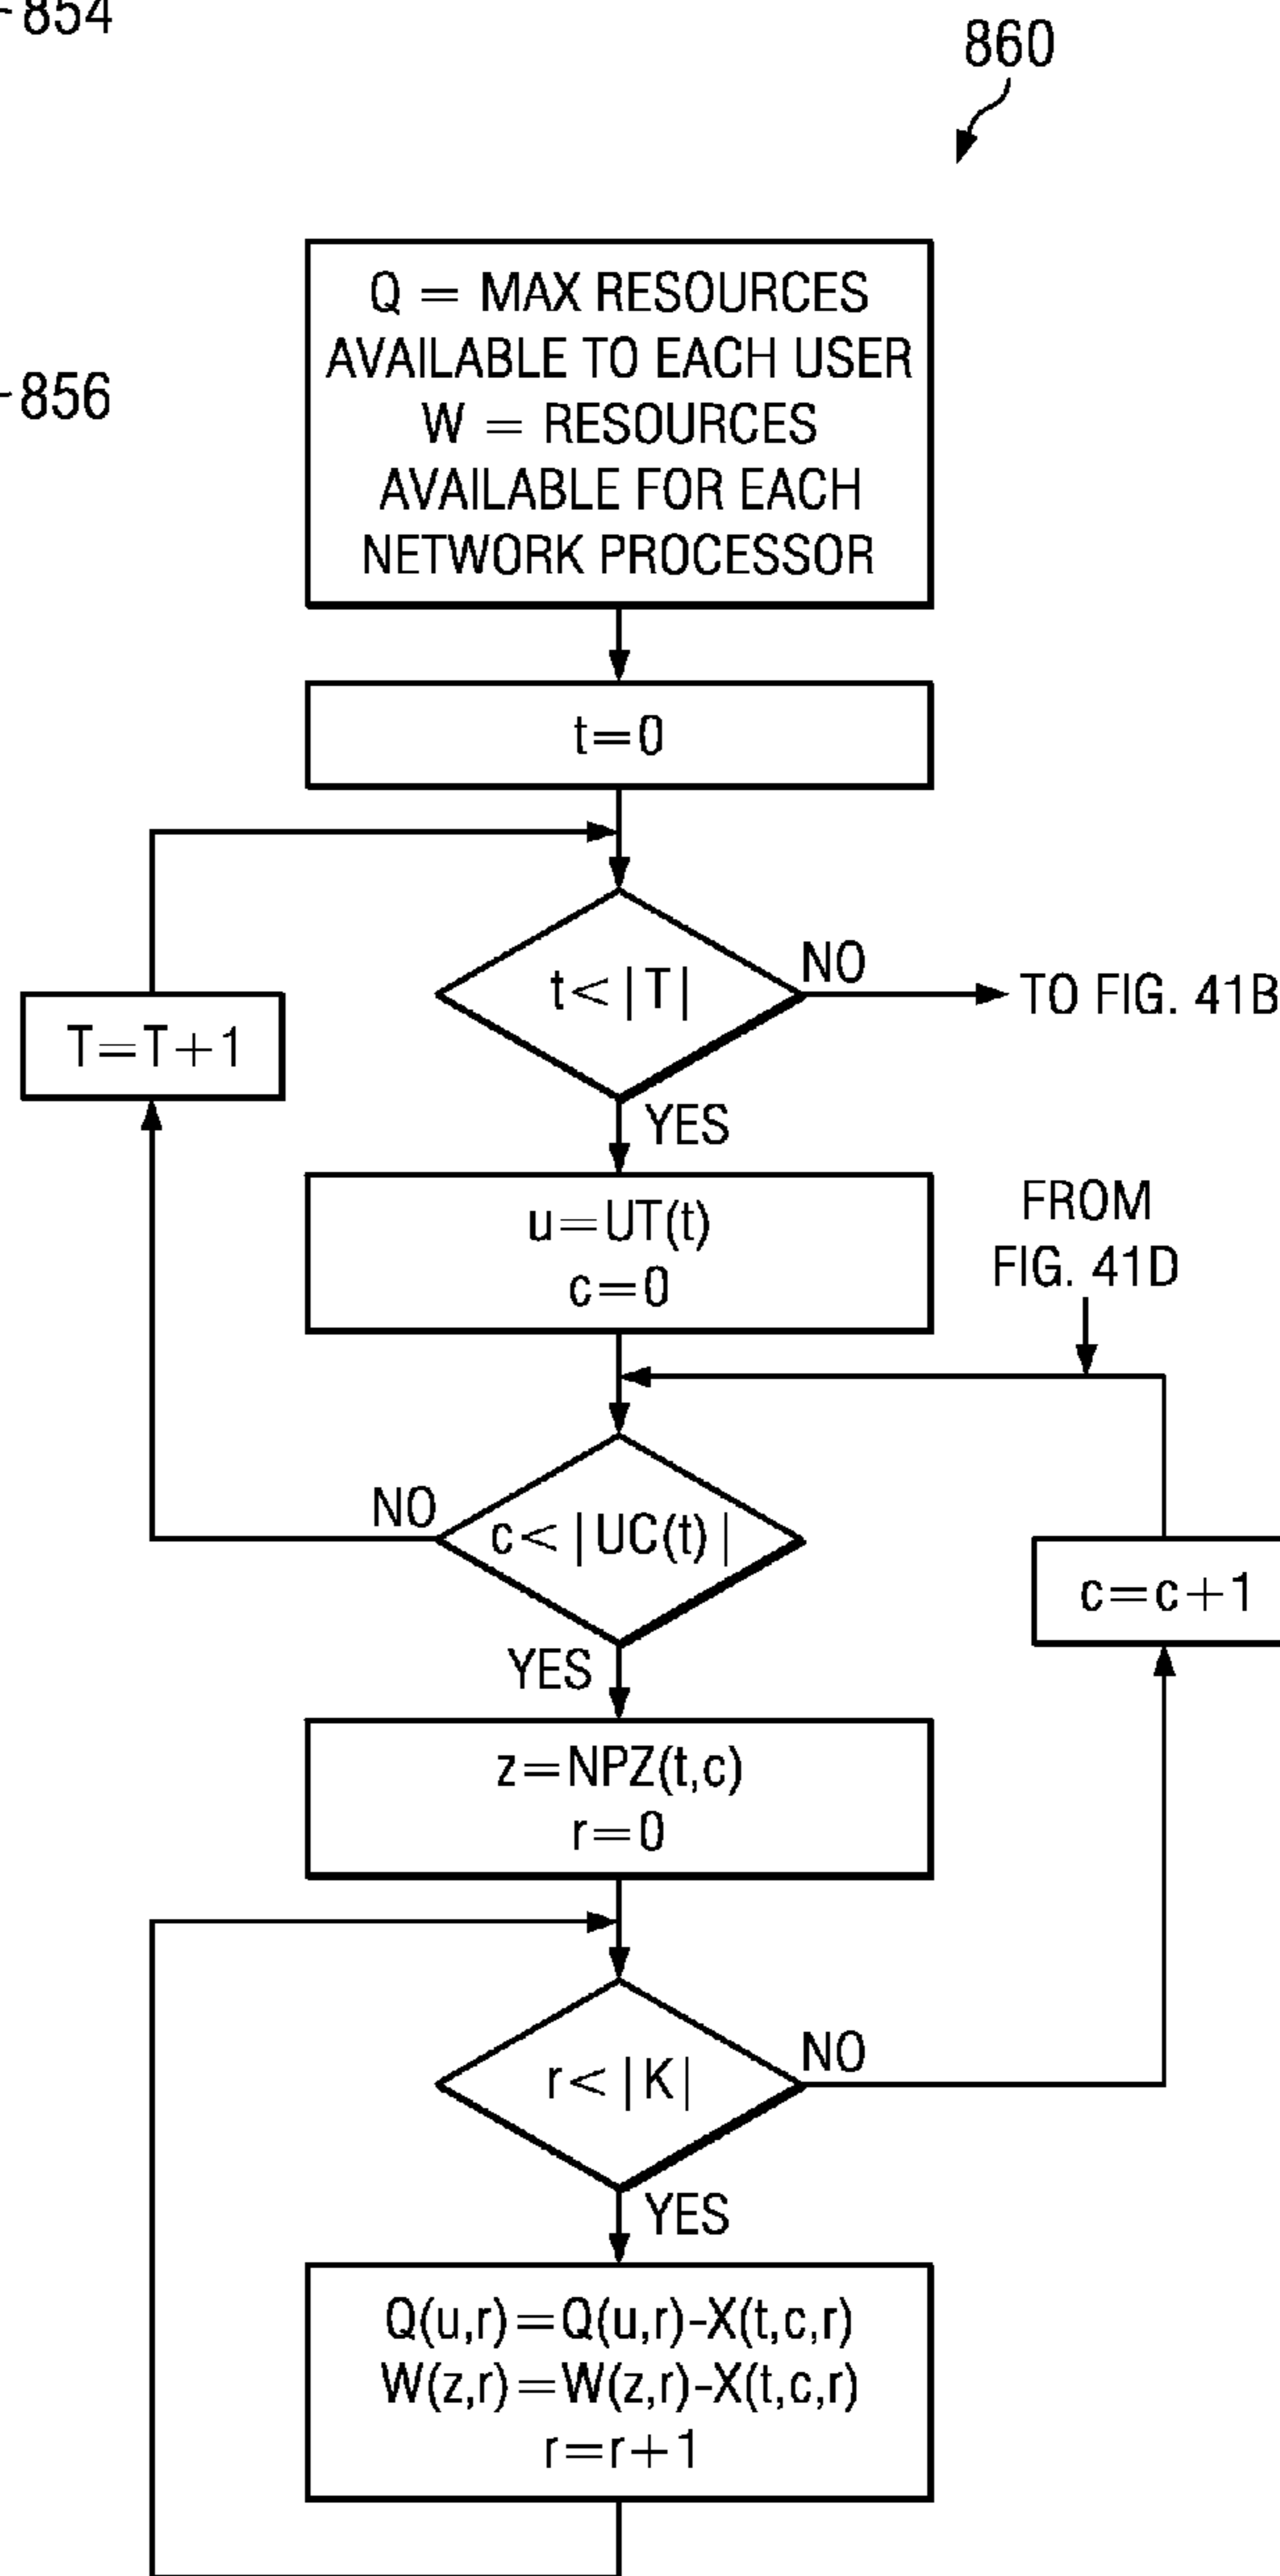 854
860
856
Q = MAX RESOURCES
AVAILABLE TO EACH USER
W = RESOURCES
AVAILABLE FOR EACH
NETWORK PROCESSOR
t=0
t<|T|
NO
TO FIG. 41B
T=T+1
YES
u=UT(t)
c=0
FROM
FIG. 41D
NO
c<|UC(t)|
c=c+1
YES
z=NPZ(t,c)
r=0
r<|K|
NO
YES
Q(u,r)=Q(u,r)-X(t,c,r)
W(z,r)=W(z,r)-X(t,c,r)
r=r+1